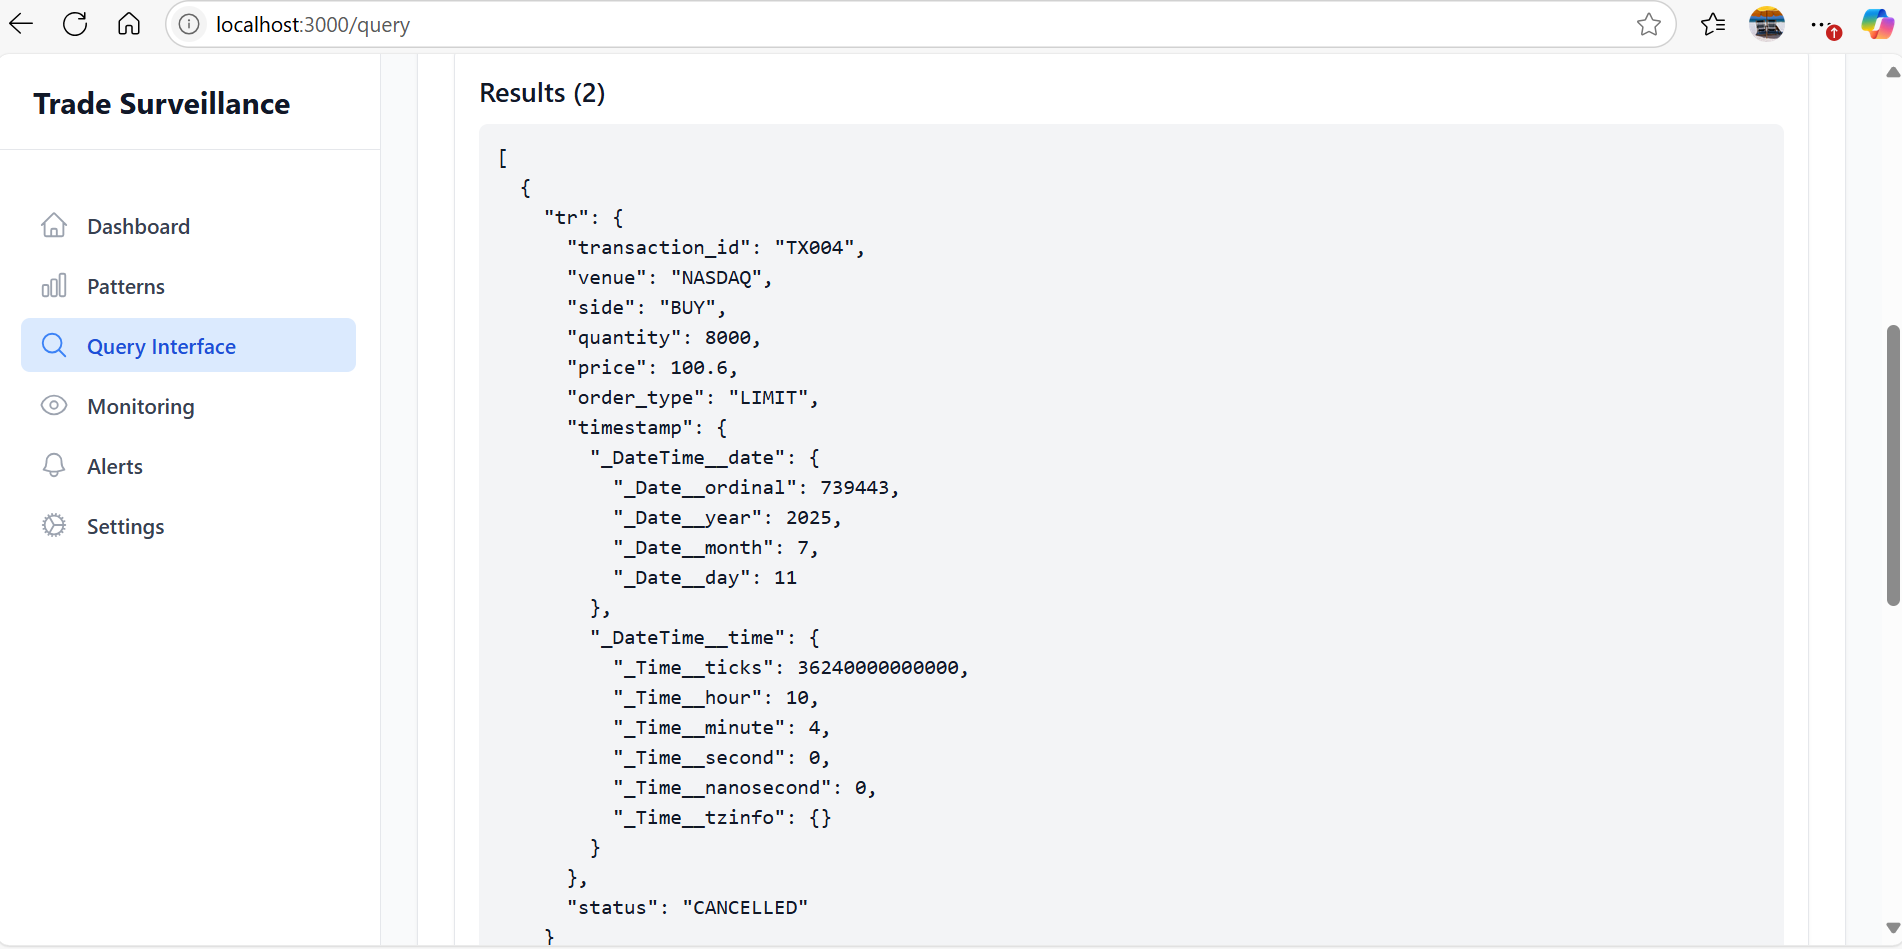 localhost:3000/query
Trade Surveillance
Dashboard
Patterns
Query Interface
Monitoring
Alerts
Settings
Results (2)
[
  {
    "tr": {
      "transaction_id": "TX004",
      "venue": "NASDAQ",
      "side": "BUY",
      "quantity": 8000,
      "price": 100.6,
      "order_type": "LIMIT",
      "timestamp": {
        "_DateTime__date": {
          "_Date__ordinal": 739443,
          "_Date__year": 2025,
          "_Date__month": 7,
          "_Date__day": 11
        },
        "_DateTime__time": {
          "_Time__ticks": 36240000000000,
          "_Time__hour": 10,
          "_Time__minute": 4,
          "_Time__second": 0,
          "_Time__nanosecond": 0,
          "_Time__tzinfo": {}
        }
      },
      "status": "CANCELLED"
    }